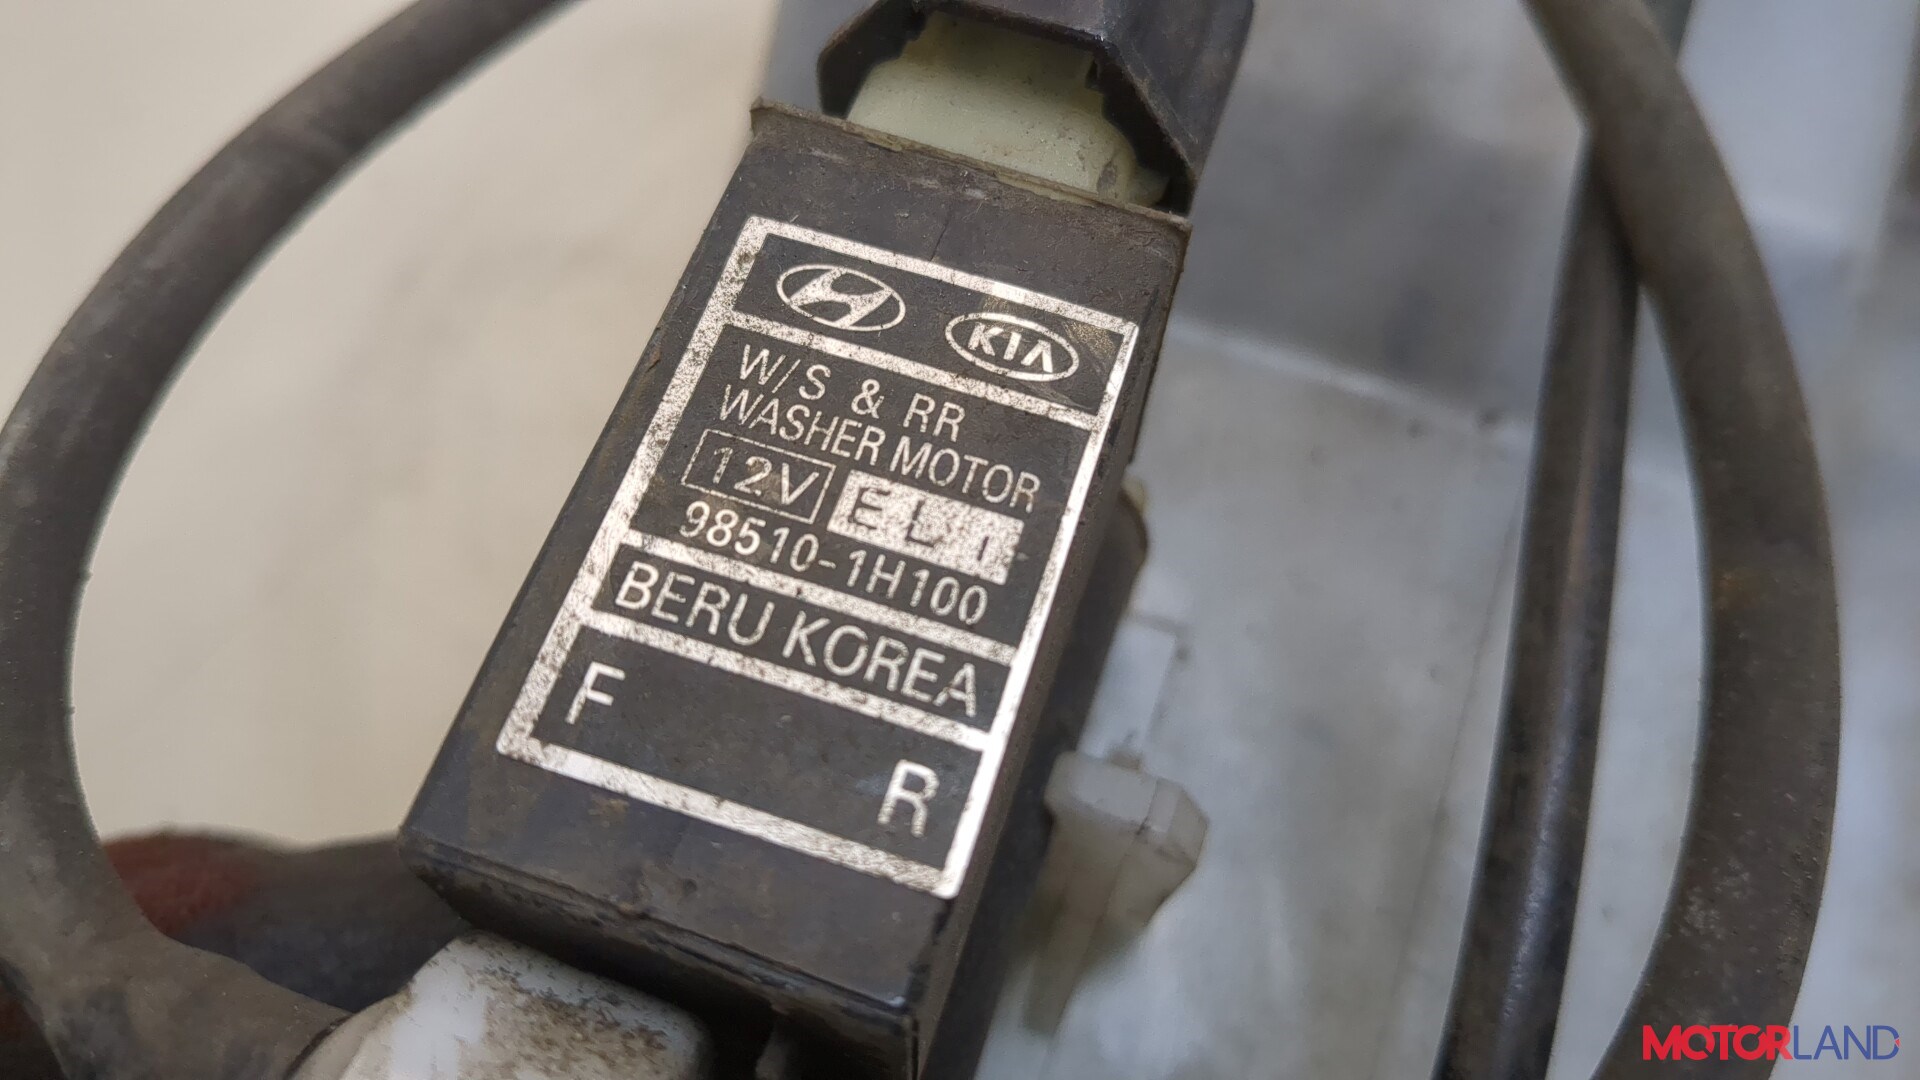 KIA
W/S & RR
WASHER MOTOR
12V
98510-1H100
BERU KOREA
F
R
MOTORLAND